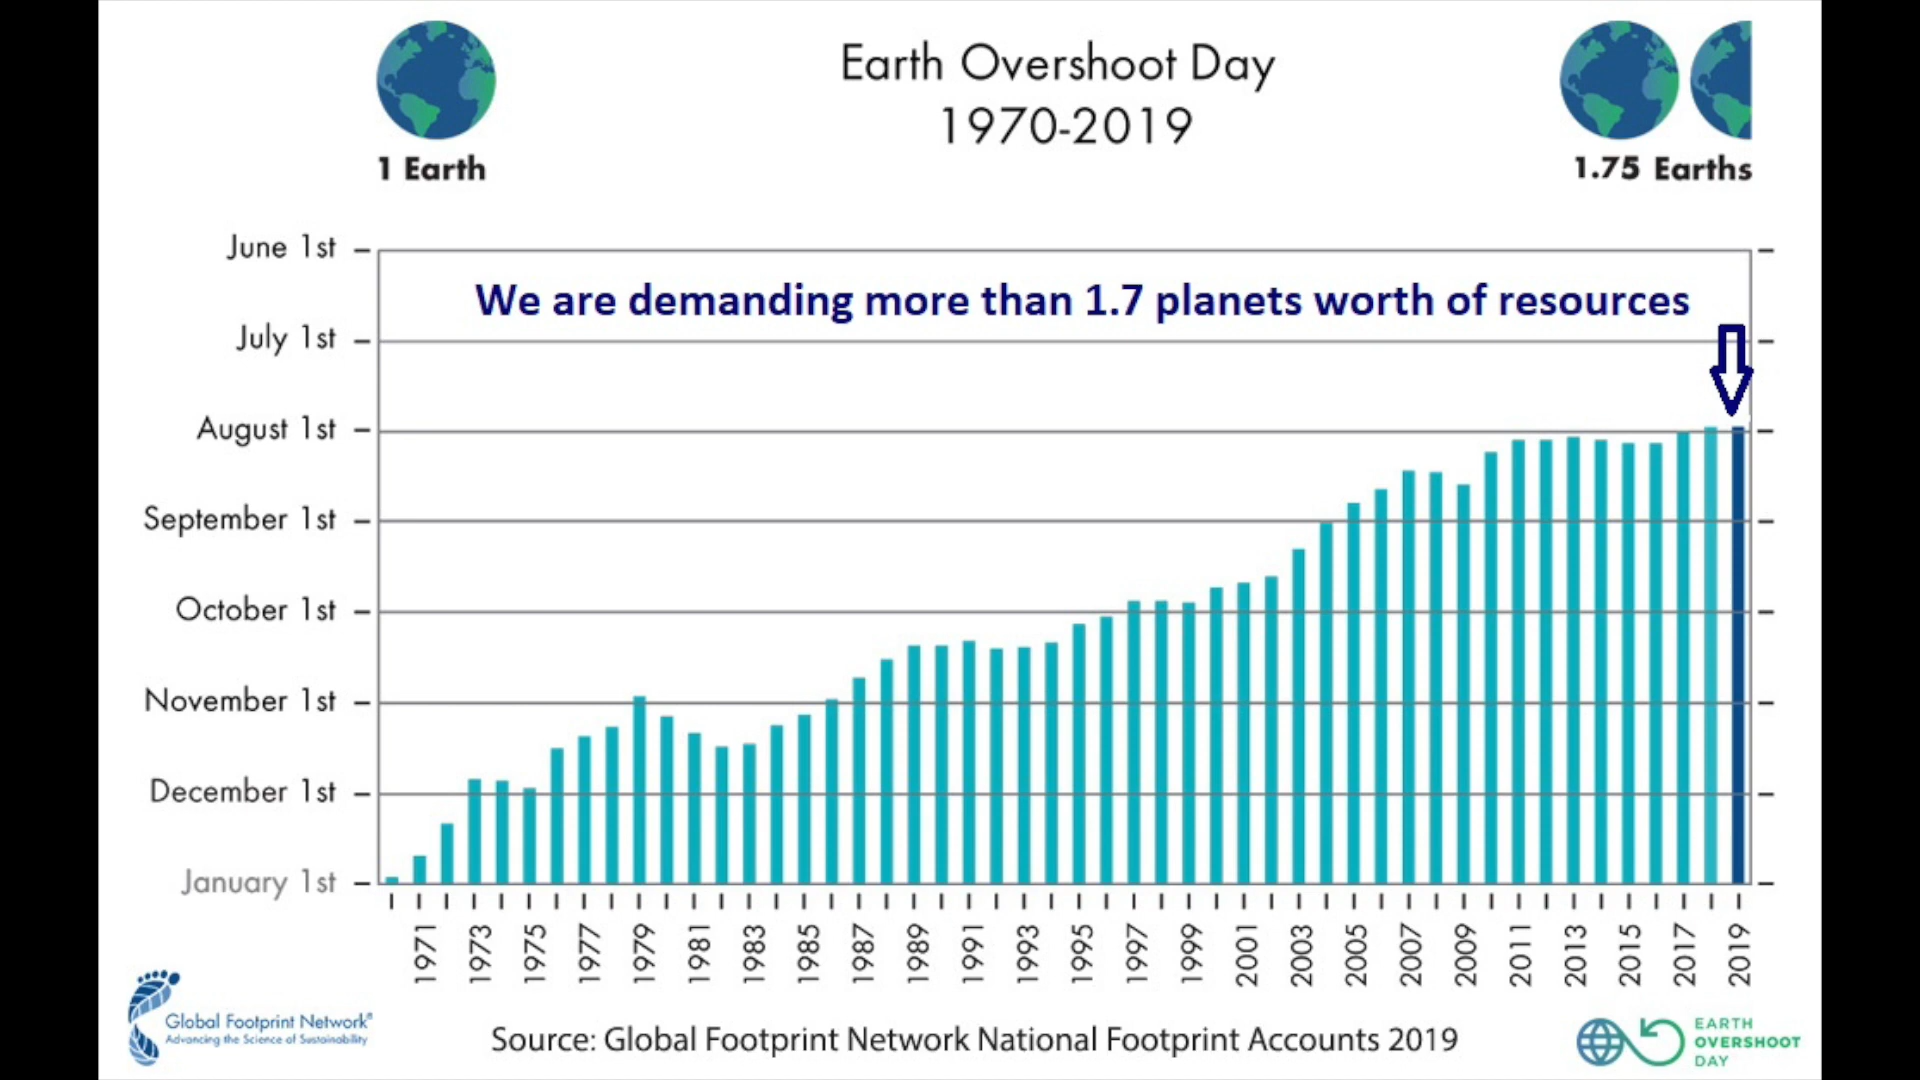 Earth Overshoot Day
1970-2019
1 Earth
1.75 Earths
June 1st
We are demanding more than 1.7 planets worth of resources
July 1st
August 1st
September 1st
October 1st
November 1st
December 1st
January 1st
1971 1973 1975 1977 1979 1981 1983 1985 1987 1989 1991 1993 1995 1997 1999 2001 2003 2005 2007 2009 2011 2013 2015 2017 2019
Global Footprint Network®
Advancing the Science of Sustainability
Source: Global Footprint Network National Footprint Accounts 2019
EARTH
OVERSHOOT
DAY